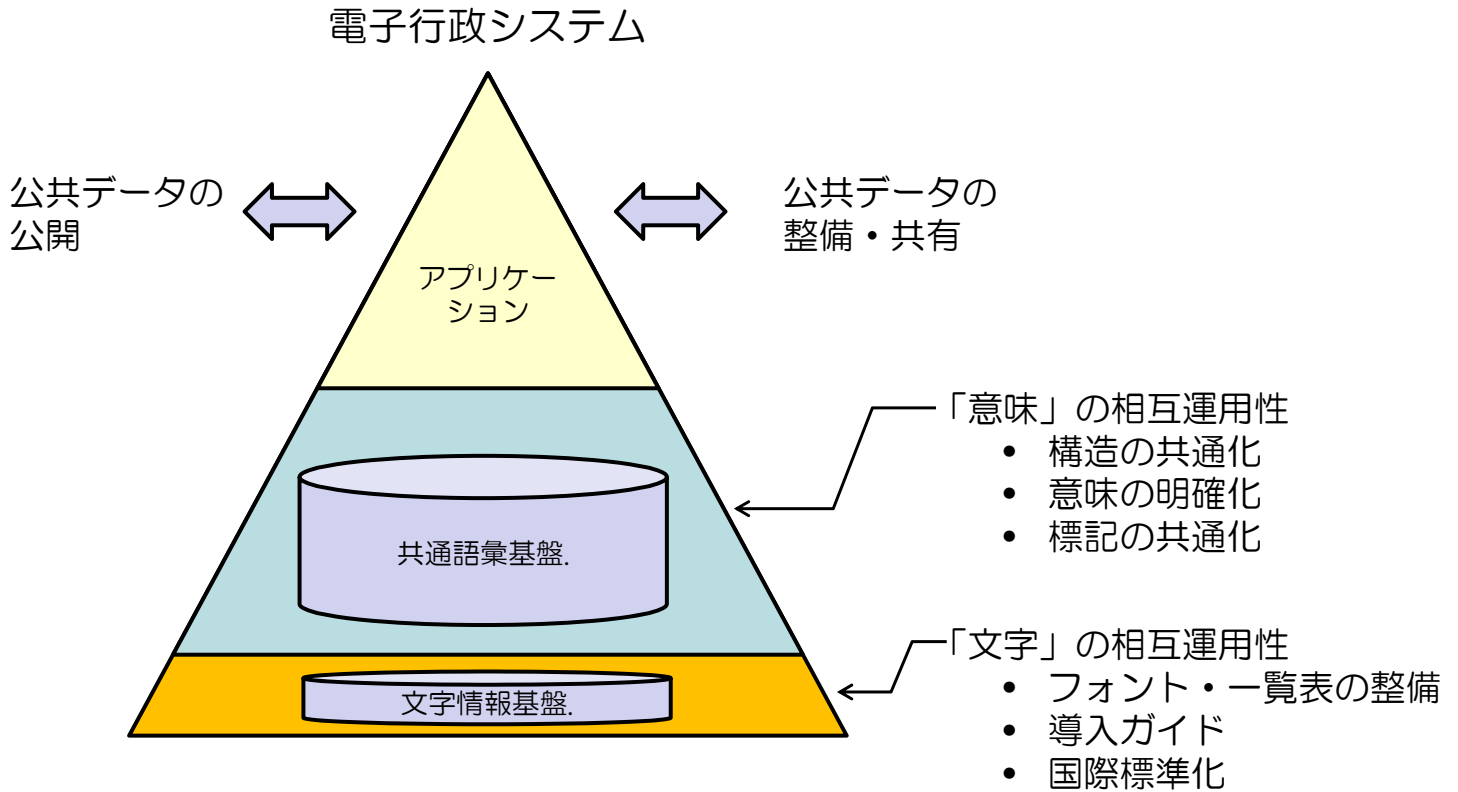 電子行政システム
公共データの
公開
公共データの
整備・共有
アプリケー
ション
「意味」の相互運用性
• 構造の共通化
• 意味の明確化
• 標記の共通化
共通語彙基盤.
「文字」の相互運用性
• フォント・一覧表の整備
• 導入ガイド
• 国際標準化
文字情報基盤.